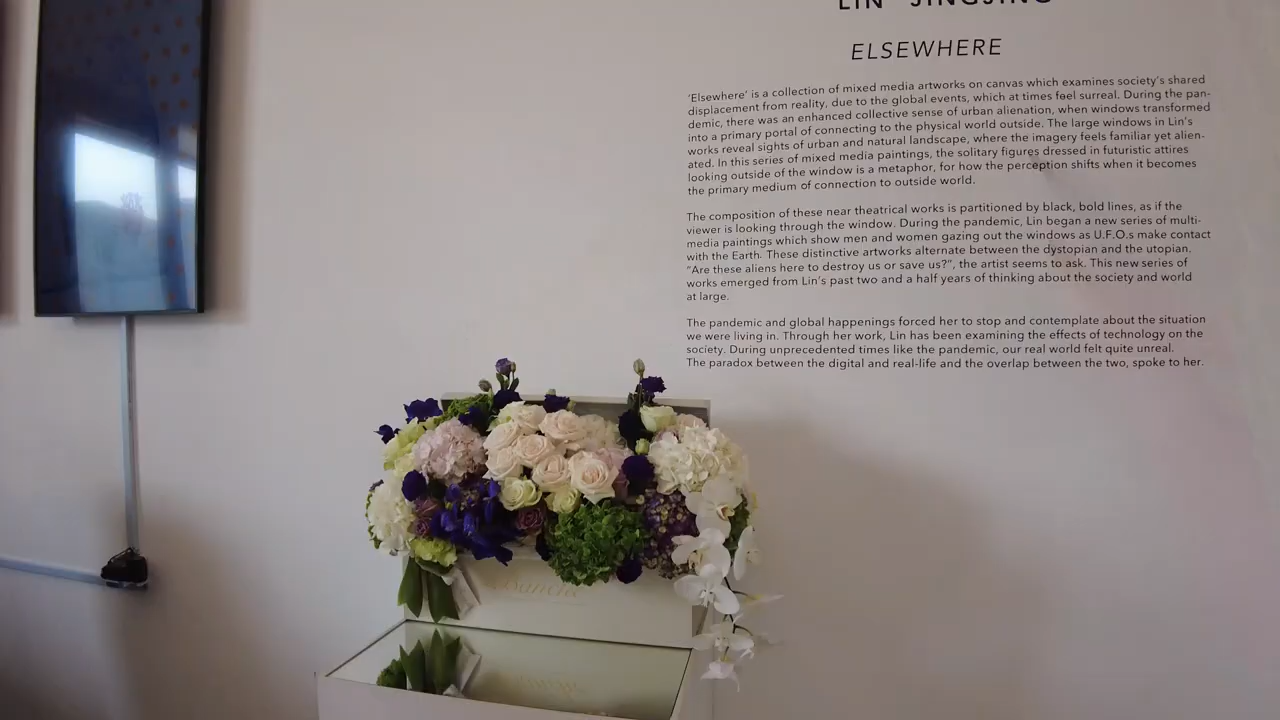 LIN JINGJING
ELSEWHERE
'Elsewhere' is a collection of mixed media artworks on canvas which examines society's shared
displacement from reality, due to the global events, which at times feel surreal. During the pan-
demic, there was an enhanced collective sense of urban alienation, when windows transformed
into a primary portal of connecting to the physical world outside. The large windows in Lin's
works reveal sights of urban and natural landscape, where the imagery feels familiar yet alien-
ated. In this series of mixed media paintings, the solitary figures dressed in futuristic attires
looking outside of the window is a metaphor, for how the perception shifts when it becomes
the primary medium of connection to outside world.
The composition of these near theatrical works is partitioned by black, bold lines, as if the
viewer is looking through the window. During the pandemic, Lin began a new series of multi-
media paintings which show men and women gazing out the windows as U.F.O.s make contact
with the Earth. These distinctive artworks alternate between the dystopian and the utopian.
"Are these aliens here to destroy us or save us?", the artist seems to ask. This new series of
works emerged from Lin's past two and a half years of thinking about the society and world
at large.
The pandemic and global happenings forced her to stop and contemplate about the situation
we were living in. Through her work, Lin has been examining the effects of technology on the
society. During unprecedented times like the pandemic, our real world felt quite unreal.
The paradox between the digital and real-life and the overlap between the two, spoke to her.